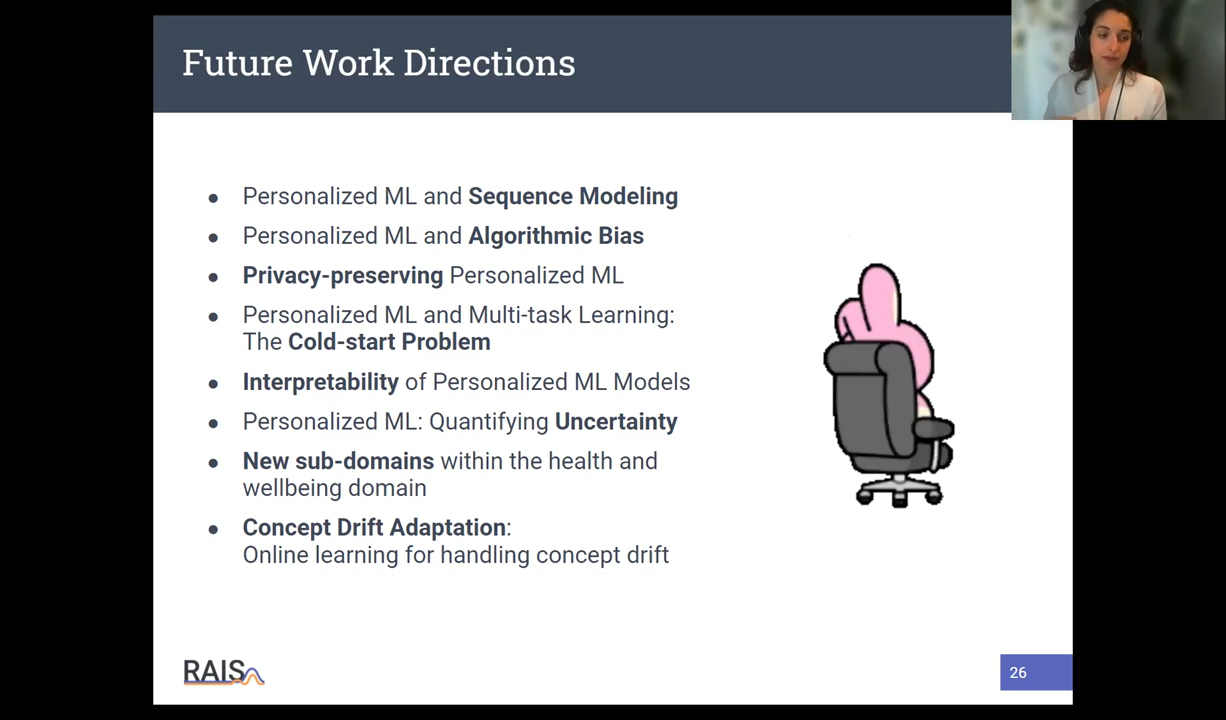 Future Work Directions
● Personalized ML and Sequence Modeling
● Personalized ML and Algorithmic Bias
● Privacy-preserving Personalized ML
● Personalized ML and Multi-task Learning:
The Cold-start Problem
● Interpretability of Personalized ML Models
● Personalized ML: Quantifying Uncertainty
● New sub-domains within the health and
wellbeing domain
● Concept Drift Adaptation:
Online learning for handling concept drift
RAIS
26